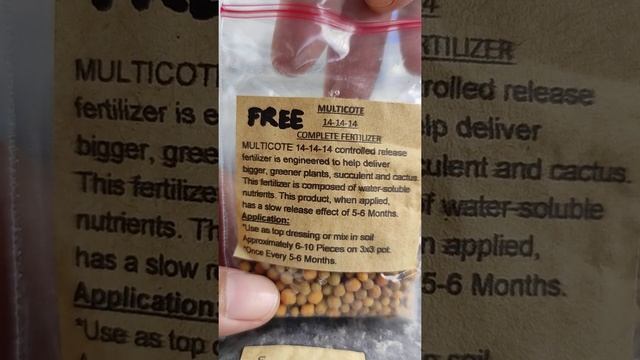 FREE
MULTICOTE
14-14-14
COMPLETE FERTILIZER
MULTICOTE 14-14-14 controlled release
fertilizer is engineered to help deliver
bigger, greener plants, succulent and cactus.
This fertilizer is composed of water-soluble
nutrients. This product, when applied,
has a slow release effect of 5-6 Months.
Application:
*Use as top dressing or mix in soil
Approximately 6-10 Pieces on 3x3 pot
*Once Every 5-6 Months.